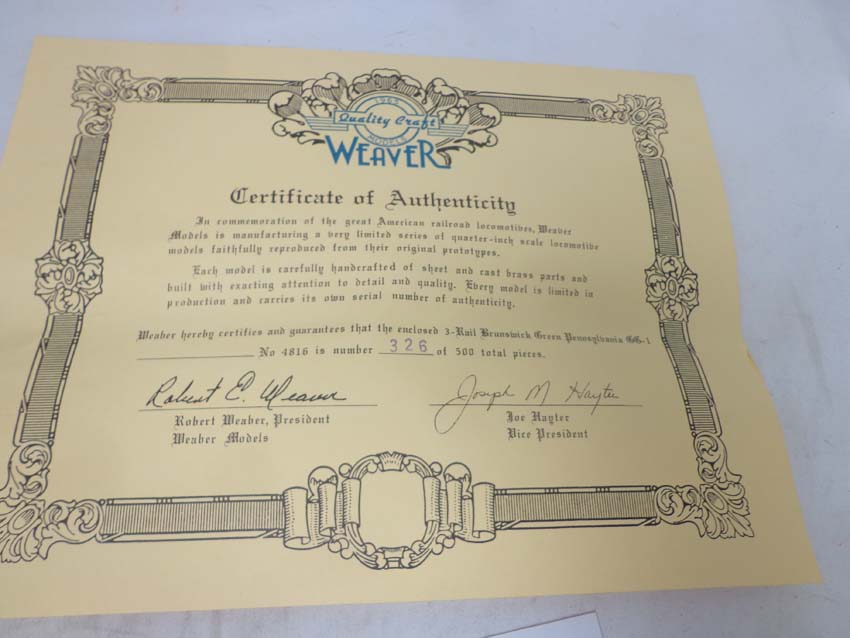 1965
Quality Craft
MODELS
WEAVER
Certificate of Authenticity
In commemoration of the great American railroad locomotives, Weaver
Models is manufacturing a very limited series of quarter-inch scale locomotive
models faithfully reproduced from their original prototypes.
Each model is carefully handcrafted of sheet and cast brass parts and
built with exacting attention to detail and quality. Every model is limited in
production and carries its own serial number of authenticity.
Weaver hereby certifies and guarantees that the enclosed 3-Rail Brunswick Green Pennsylvania GG-1
No 4816 is number 326 of 500 total pieces.
Robert E. Weaver Joseph M Hayter
Robert Weaver, President Joe Hayter
Weaver Models Vice President